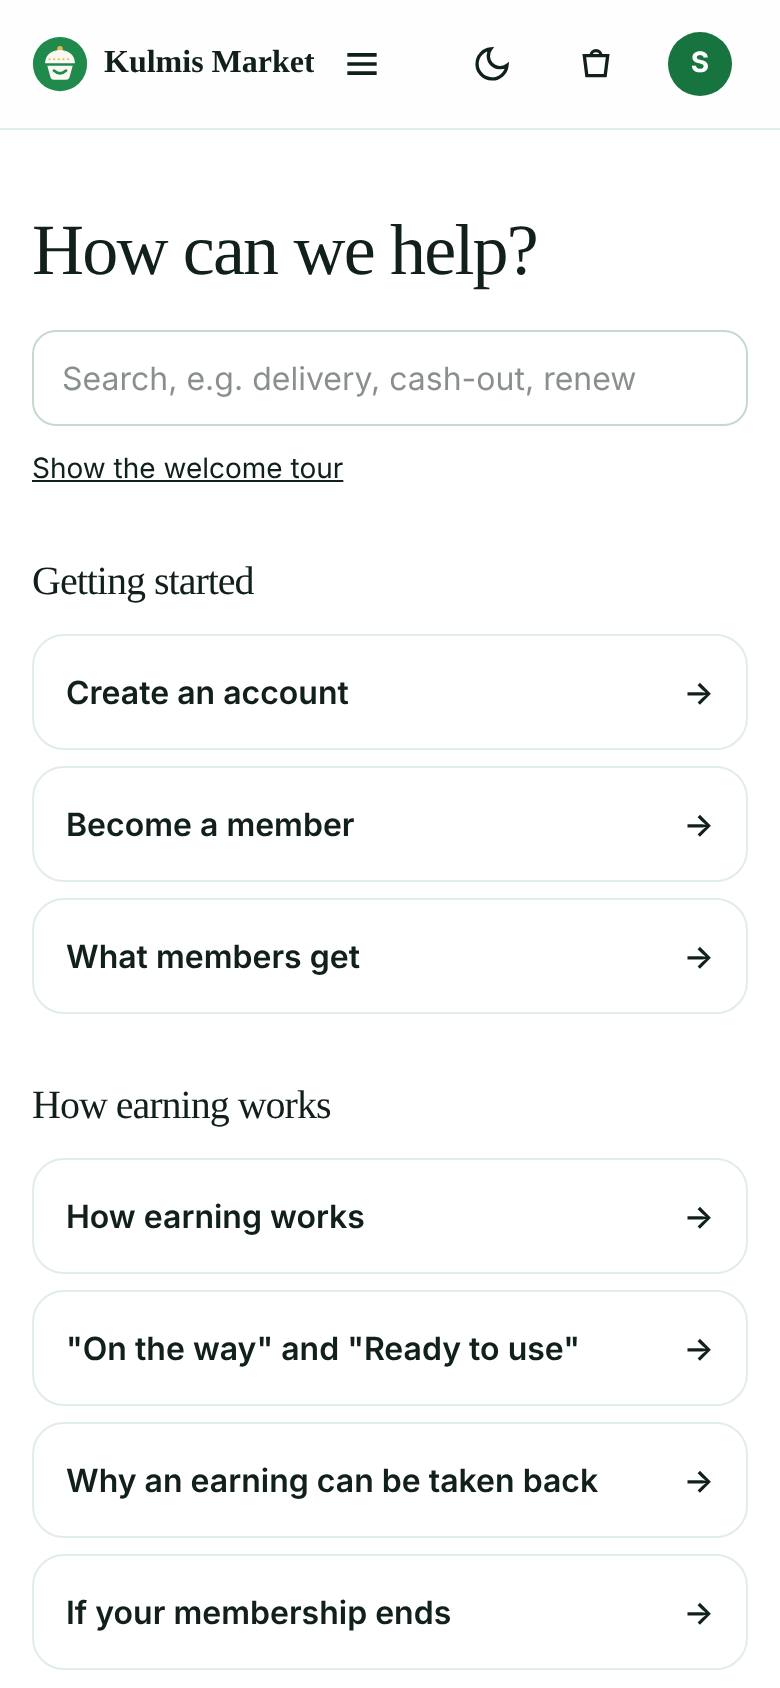 Kulmis Market
S
How can we help?
Search, e.g. delivery, cash-out, renew
Show the welcome tour
Getting started
Create an account
Become a member
What members get
How earning works
How earning works
"On the way" and "Ready to use"
Why an earning can be taken back
If your membership ends